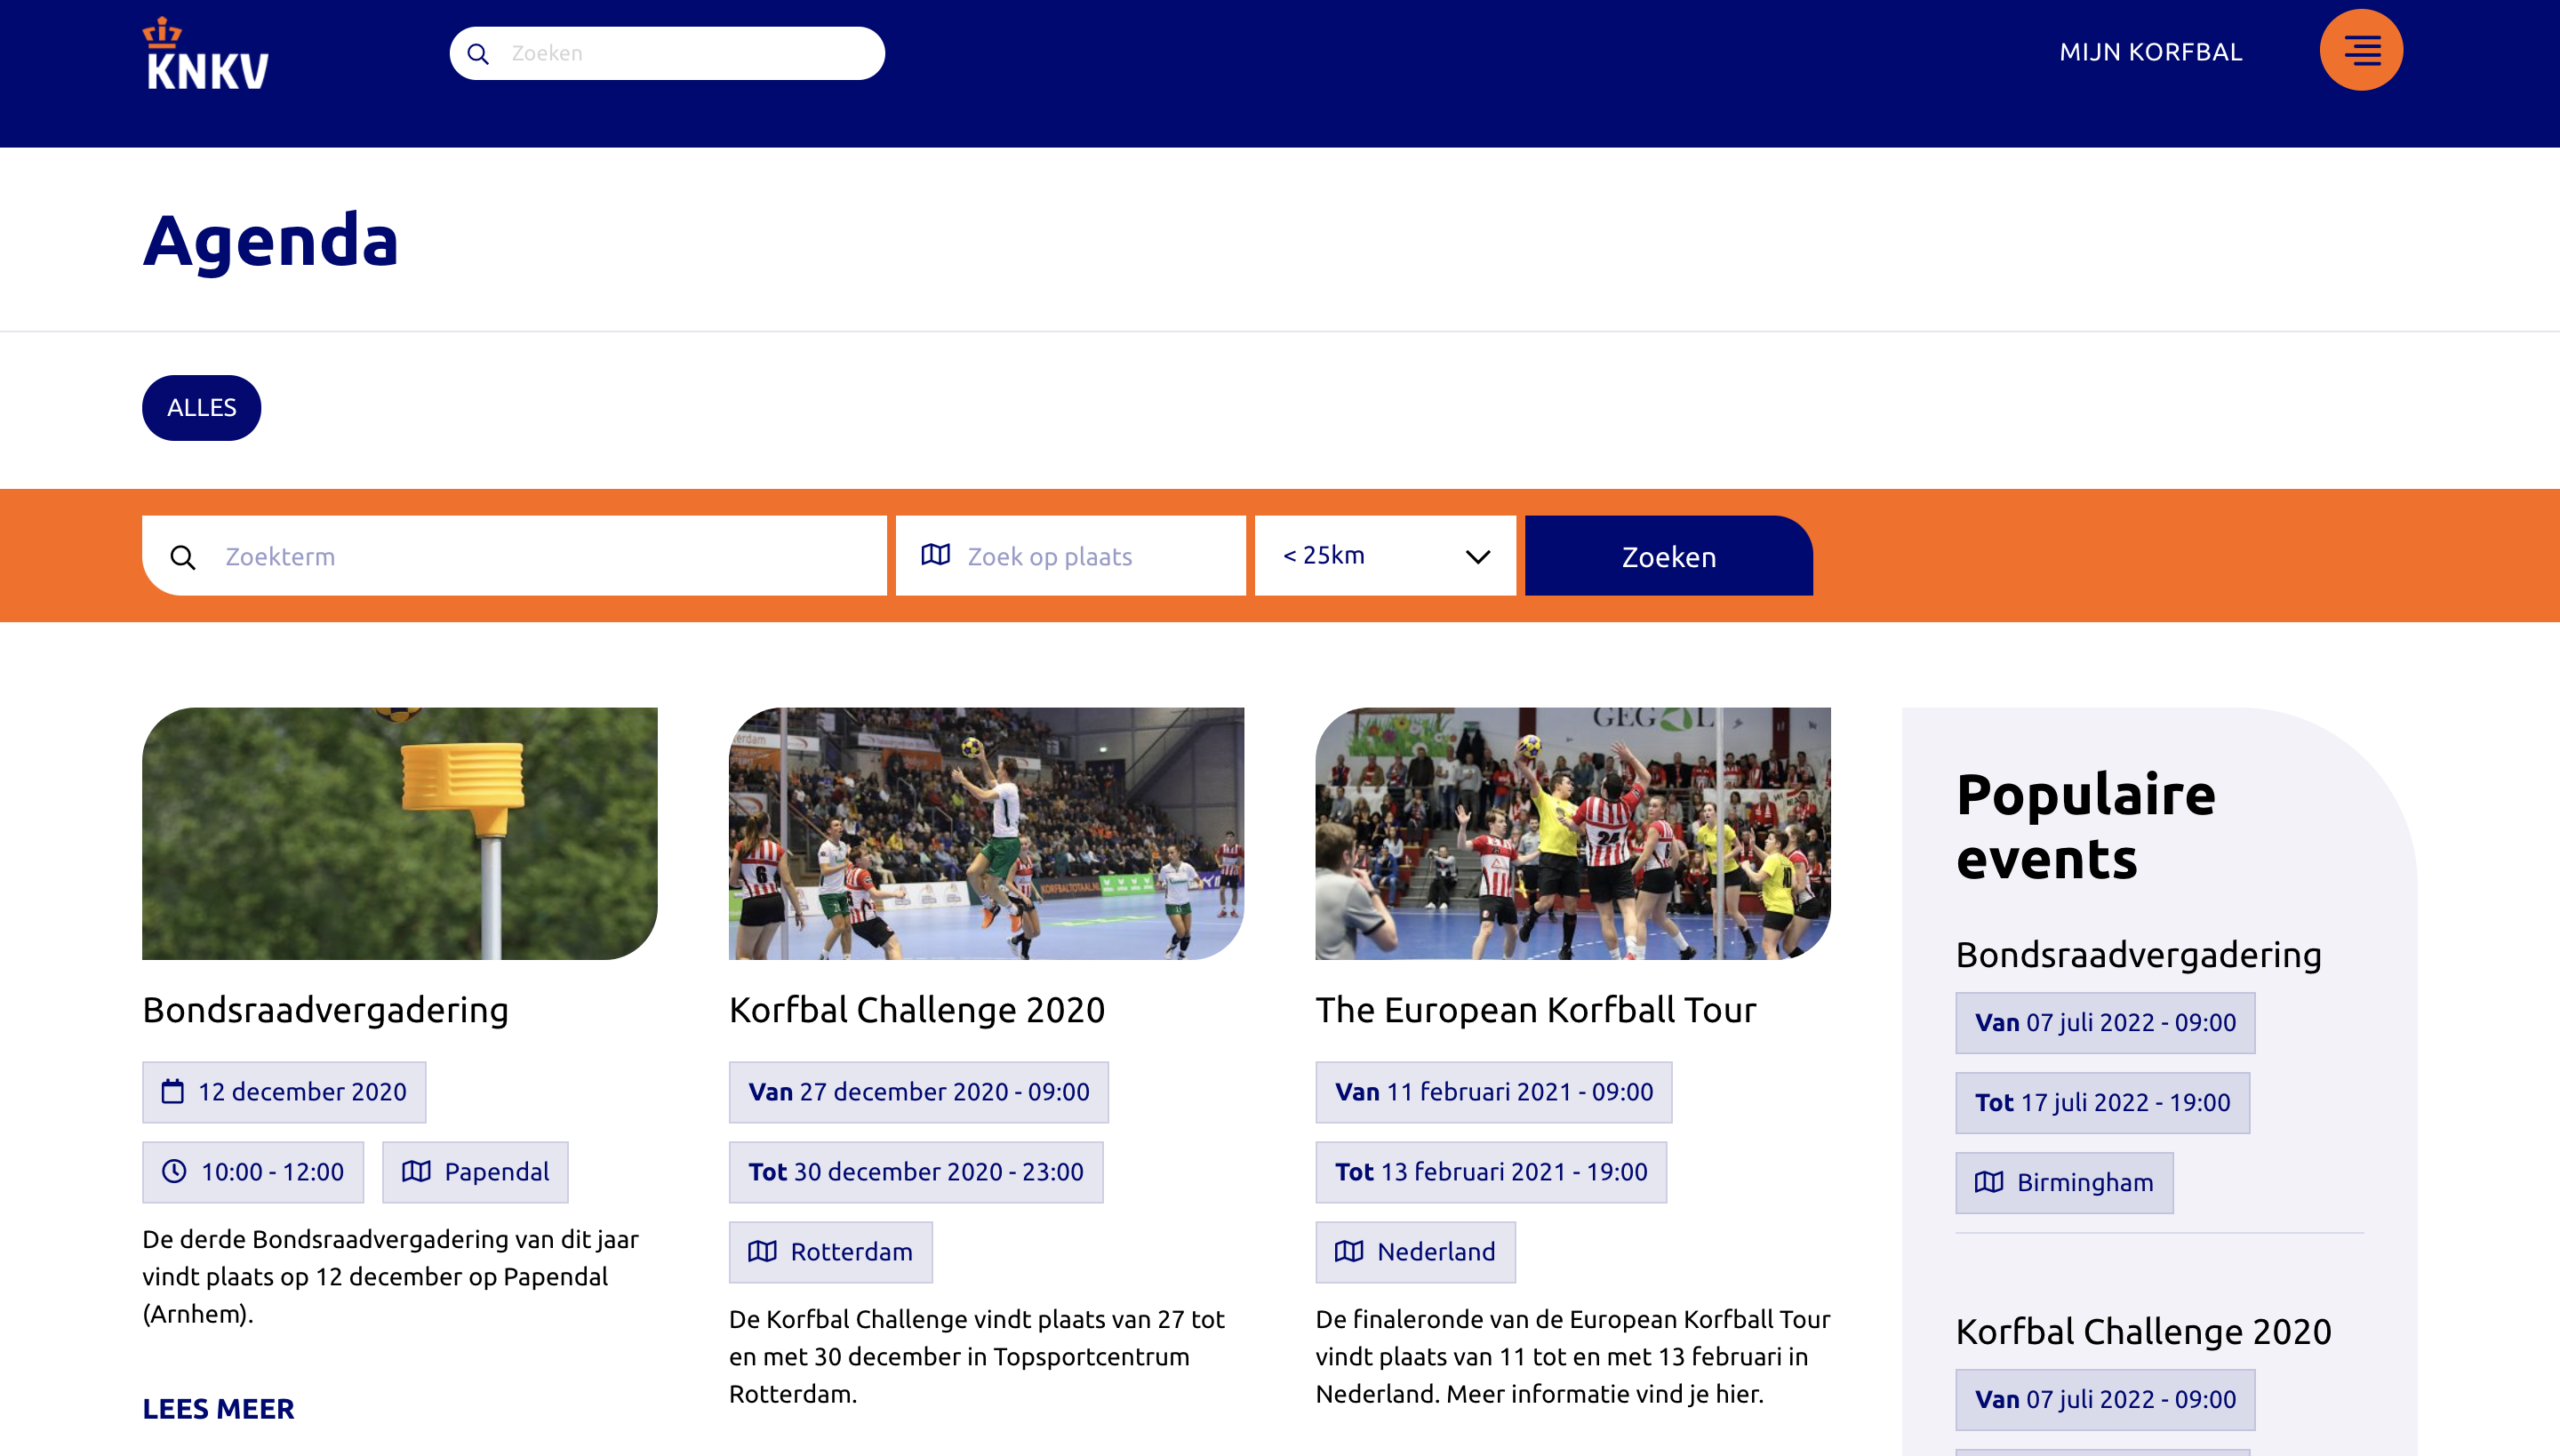 KNKV
Zoeken
MIJN KORFBAL
Agenda
ALLES
Zoekterm
Zoek op plaats
< 25km
Zoeken
GEG L
6
KORFBALTOTAAL.NL
24
10
Bondsraadvergadering
12 december 2020
10:00 - 12:00
Papendal
De derde Bondsraadvergadering van dit jaar
vindt plaats op 12 december op Papendal
(Arnhem).
LEES MEER
Korfbal Challenge 2020
Van 27 december 2020 - 09:00
Tot 30 december 2020 - 23:00
Rotterdam
De Korfbal Challenge vindt plaats van 27 tot
en met 30 december in Topsportcentrum
Rotterdam.
The European Korfball Tour
Van 11 februari 2021 - 09:00
Tot 13 februari 2021 - 19:00
Nederland
De finaleronde van de European Korfball Tour
vindt plaats van 11 tot en met 13 februari in
Nederland. Meer informatie vind je hier.
Populaire
events
Bondsraadvergadering
Van 07 juli 2022 - 09:00
Tot 17 juli 2022 - 19:00
Birmingham
Korfbal Challenge 2020
Van 07 juli 2022 - 09:00